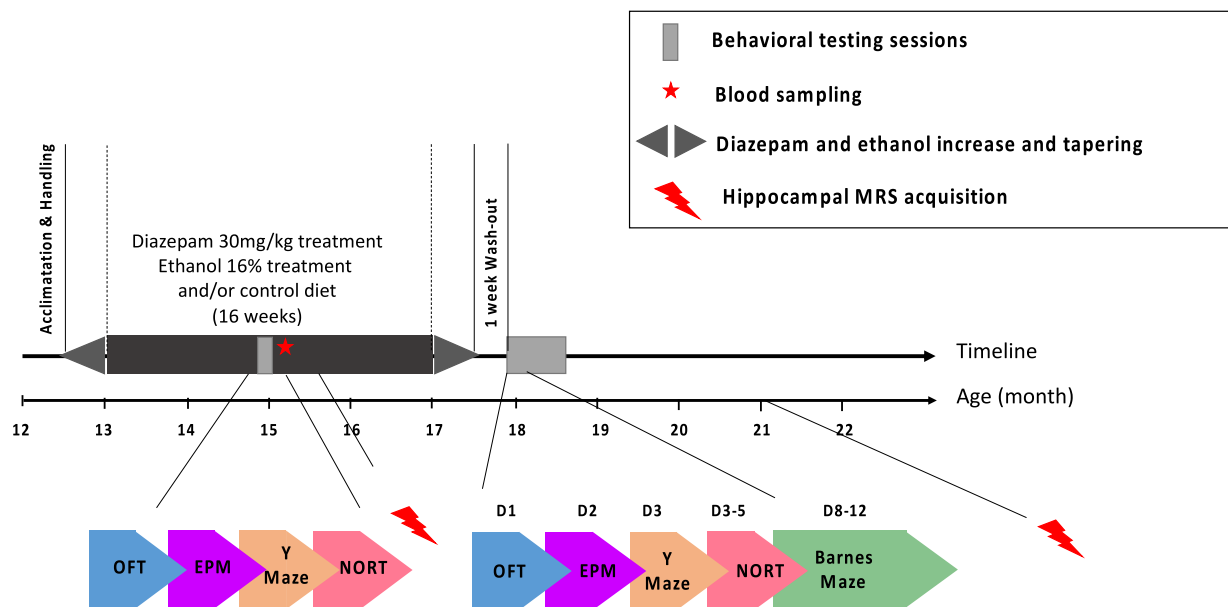 Behavioral testing sessions
Blood sampling
Diazepam and ethanol increase and tapering
Hippocampal MRS acquisition
Acclimatation & Handling
Diazepam 30mg/kg treatment
Ethanol 16% treatment
and/or control diet
(16 weeks)
1 week Wash-out
Timeline
Age (month)
12 13 14 15 16 17 18 19 20 21 22
D1 D2 D3 D3-5 D8-12
OFT EPM Y Maze NORT
OFT EPM Y Maze NORT Barnes Maze